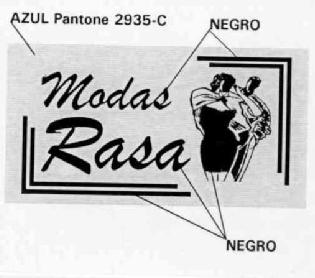 AZUL Pantone 2935-C
NEGRO
Modas
Rasa
NEGRO